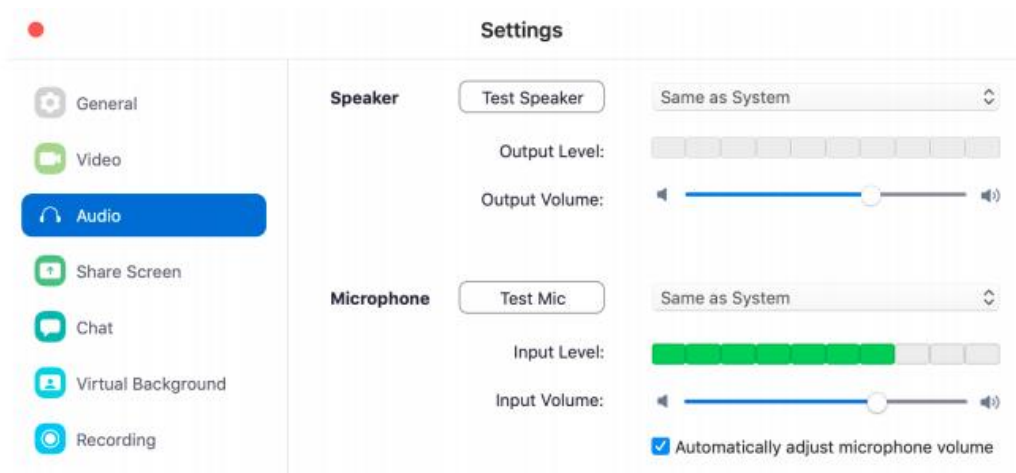 Settings
General
Video
Audio
Share Screen
Chat
Virtual Background
Recording
Speaker Test Speaker Same as System
Output Level:
Output Volume:
Microphone Test Mic Same as System
Input Level:
Input Volume:
Automatically adjust microphone volume